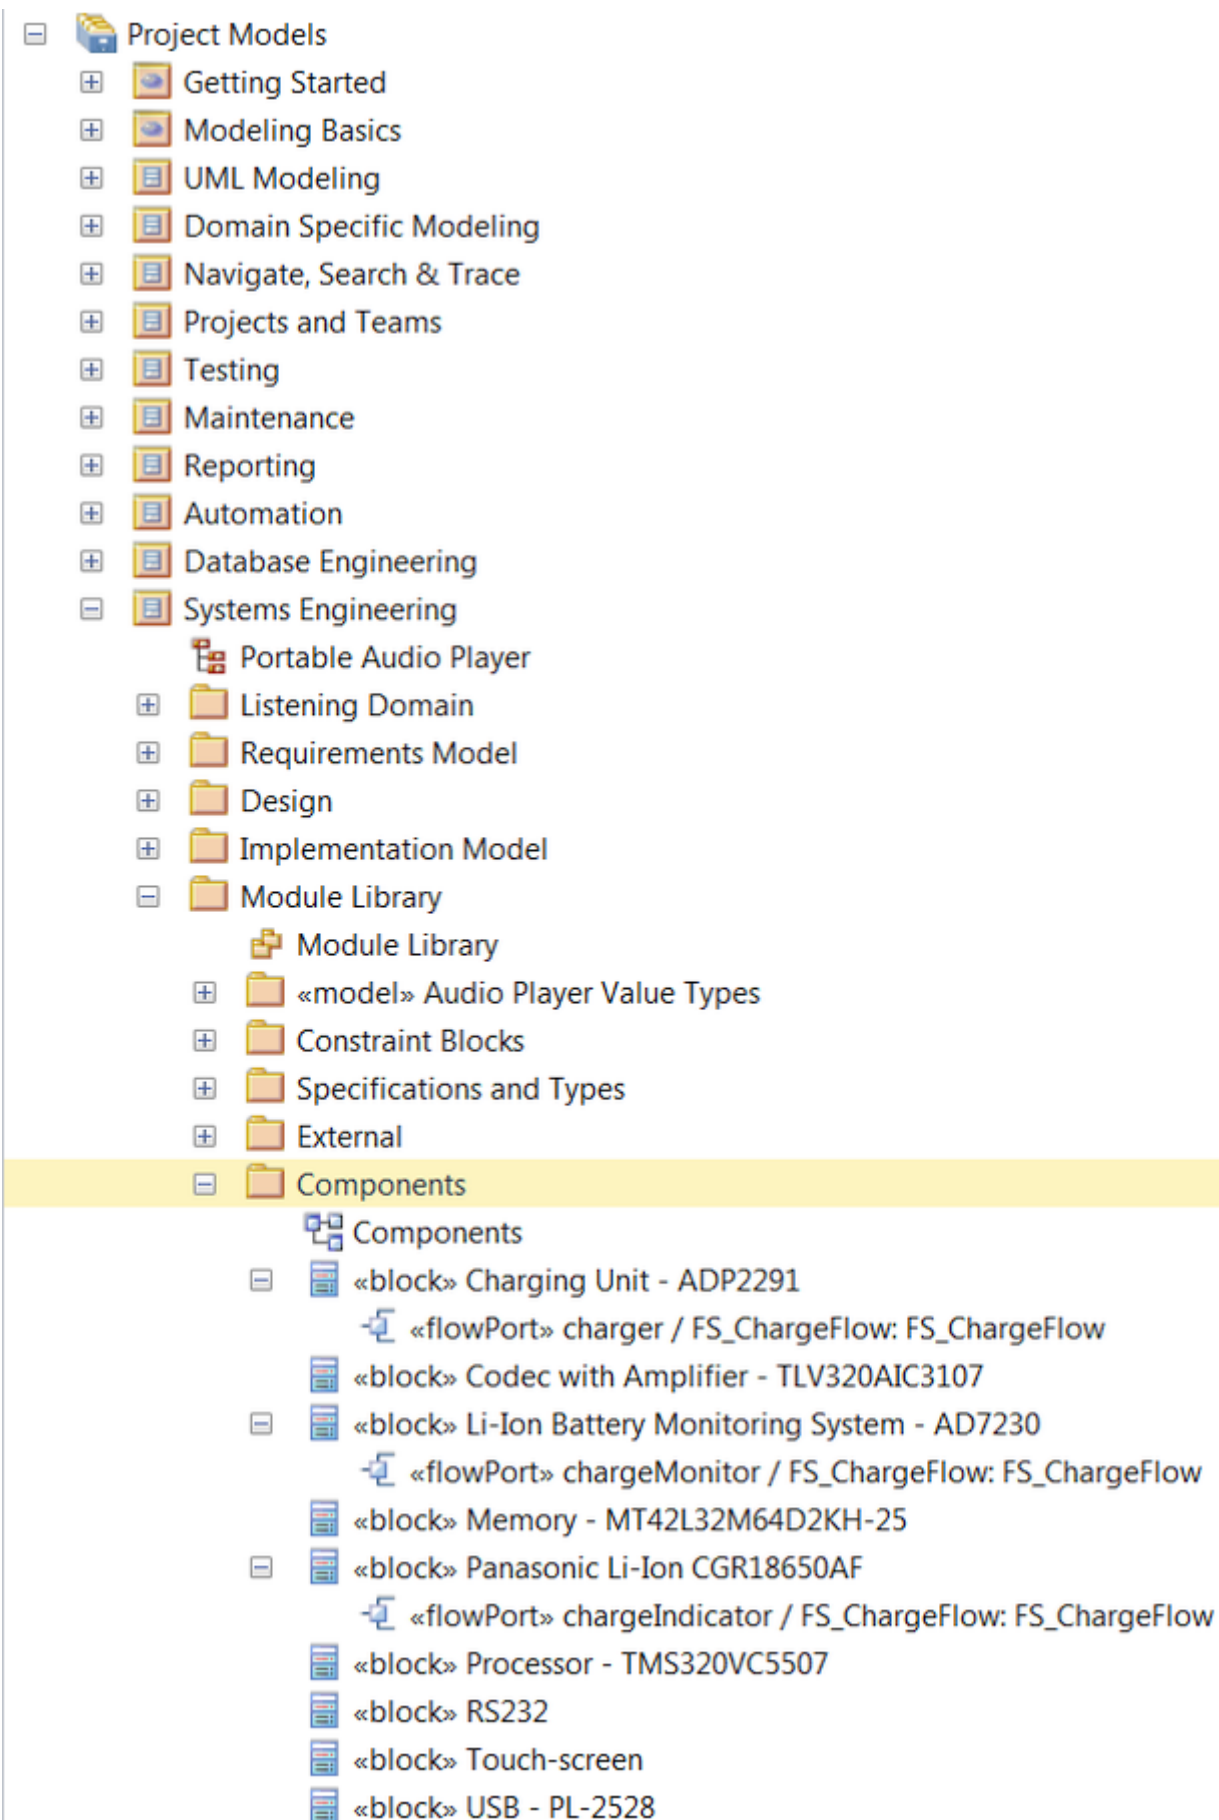 Project Models
Getting Started
Modeling Basics
UML Modeling
Domain Specific Modeling
Navigate, Search & Trace
Projects and Teams
Testing
Maintenance
Reporting
Automation
Database Engineering
Systems Engineering
Portable Audio Player
Listening Domain
Requirements Model
Design
Implementation Model
Module Library
Module Library
«model» Audio Player Value Types
Constraint Blocks
Specifications and Types
External
Components
Components
«block» Charging Unit - ADP2291
«flowPort» charger / FS_ChargeFlow: FS_ChargeFlow
«block» Codec with Amplifier - TLV320AIC3107
«block» Li-Ion Battery Monitoring System - AD7230
«flowPort» chargeMonitor / FS_ChargeFlow: FS_ChargeFlow
«block» Memory - MT42L32M64D2KH-25
«block» Panasonic Li-Ion CGR18650AF
«flowPort» chargeIndicator / FS_ChargeFlow: FS_ChargeFlow
«block» Processor - TMS320VC5507
«block» RS232
«block» Touch-screen
«block» USB - PL-2528